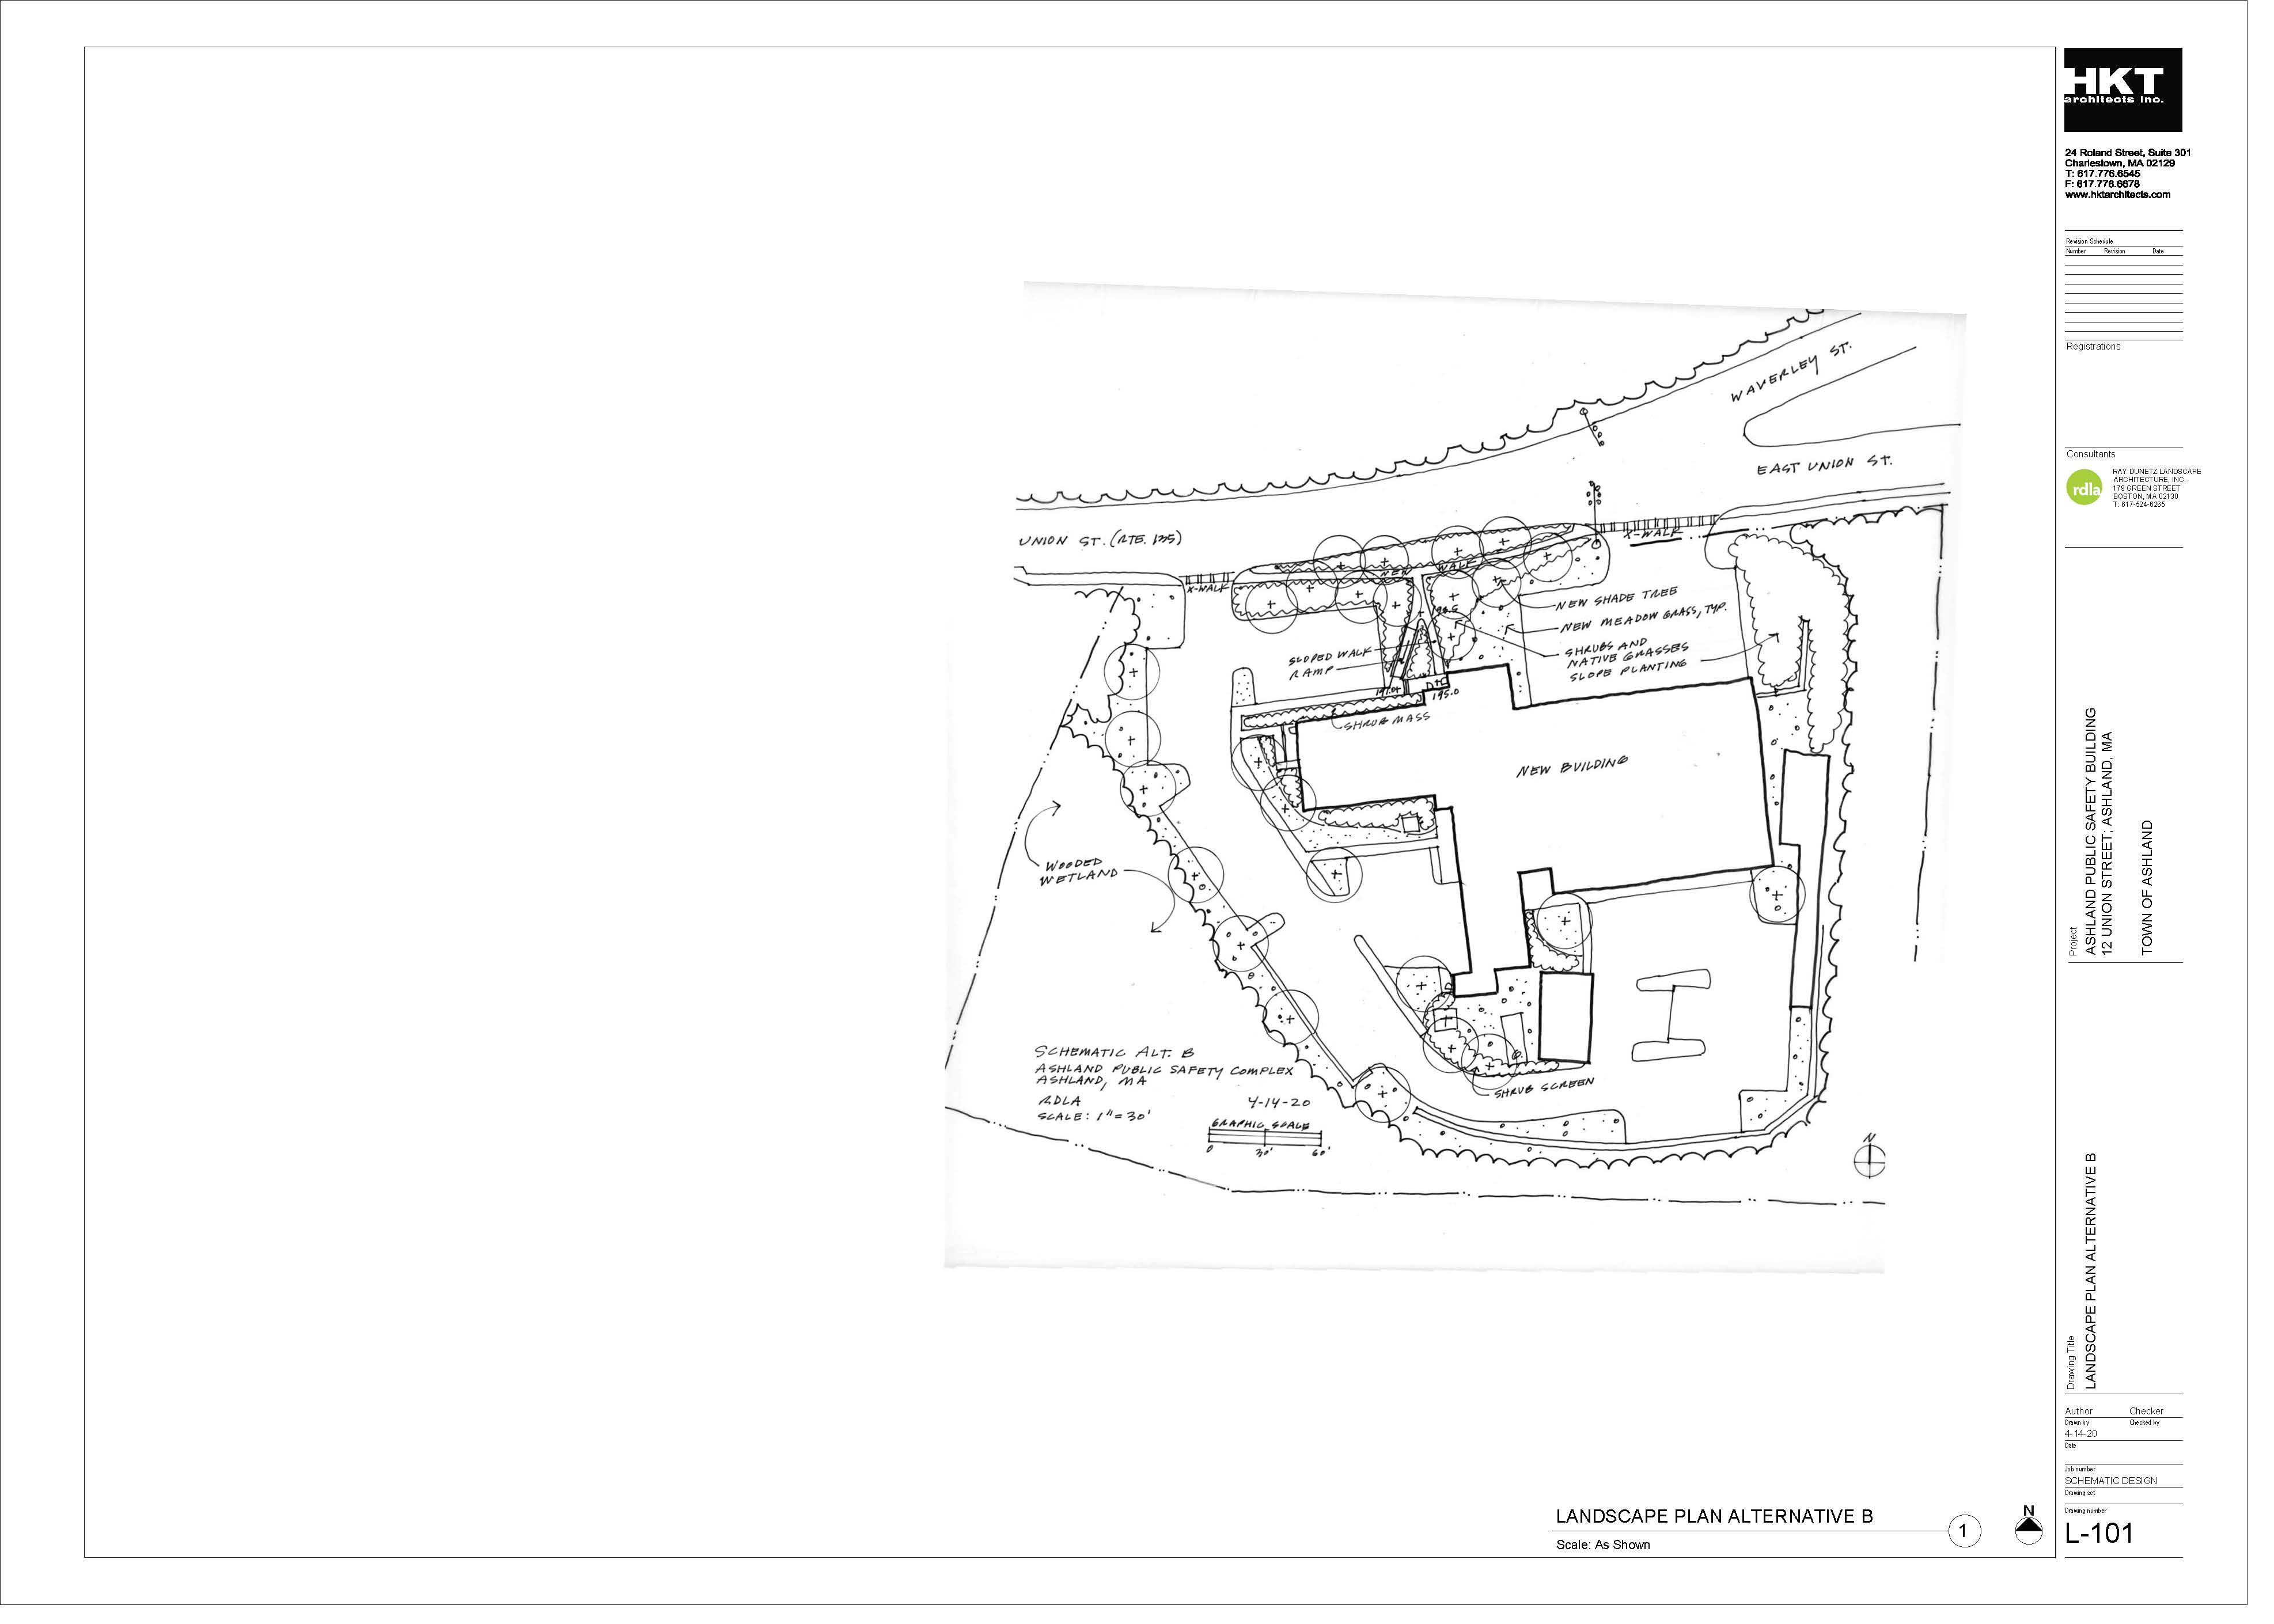 WAVERLEY ST.
EAST UNION ST.
UNION ST. (RTE. 135)
X-WALK
X-WALK
NEW WALK
NEW SHADE TREE
NEW MEADOW GRASS, TYP.
SHRUBS AND
NATIVE GRASSES
SLOPE PLANTING
SLOPED WALK
RAMP
195.0
SHRUB MASS
NEW BUILDING
WOODED
WETLAND
SHRUB SCREEN
SCHEMATIC ALT. B
ASHLAND PUBLIC SAFETY COMPLEX
ASHLAND, MA
RDLA
4-14-20
SCALE: 1"=30'
GRAPHIC SCALE
0 30' 60'
N
LANDSCAPE PLAN ALTERNATIVE B
Scale: As Shown
1
N
HKT
architects inc.
24 Roland Street, Suite 301
Charlestown, MA 02129
T: 617.776.6545
F: 617.776.6678
www.hktarchitects.com
Revision Schedule
Number Revision Date
Registrations
Consultants
rdla
RAY DUNETZ LANDSCAPE
ARCHITECTURE, INC.
179 GREEN STREET
BOSTON, MA 02130
T: 617-524-6265
Project
ASHLAND PUBLIC SAFETY BUILDING
12 UNION STREET; ASHLAND, MA
TOWN OF ASHLAND
Drawing Title
LANDSCAPE PLAN ALTERNATIVE B
Author Checker
Drawn by Checked by
4-14-20
Date
Job number
SCHEMATIC DESIGN
Drawing set
Drawing number
L-101